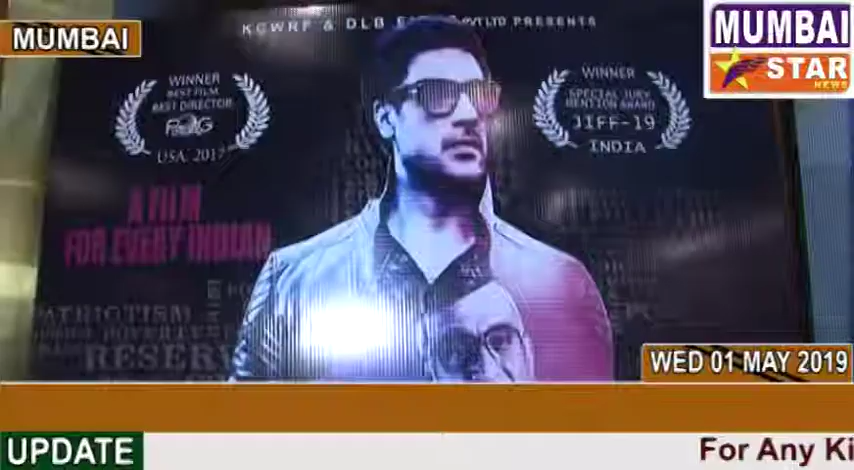 KCWRF & DLB
PVT LTD PRESENTS
MUMBAI
MUMBAI
STAR
NEWS
WINNER
BEST FILM
BEST DIRECTOR
USA. 2017
WINNER
SPECIAL JURY
MENTION AWARD
JIFF-19
INDIA
A FILM
FOR EVERY INDIAN
PATRIOTISM
POVERTY
RESERV
WED 01 MAY 2019
UPDATE
For Any Ki